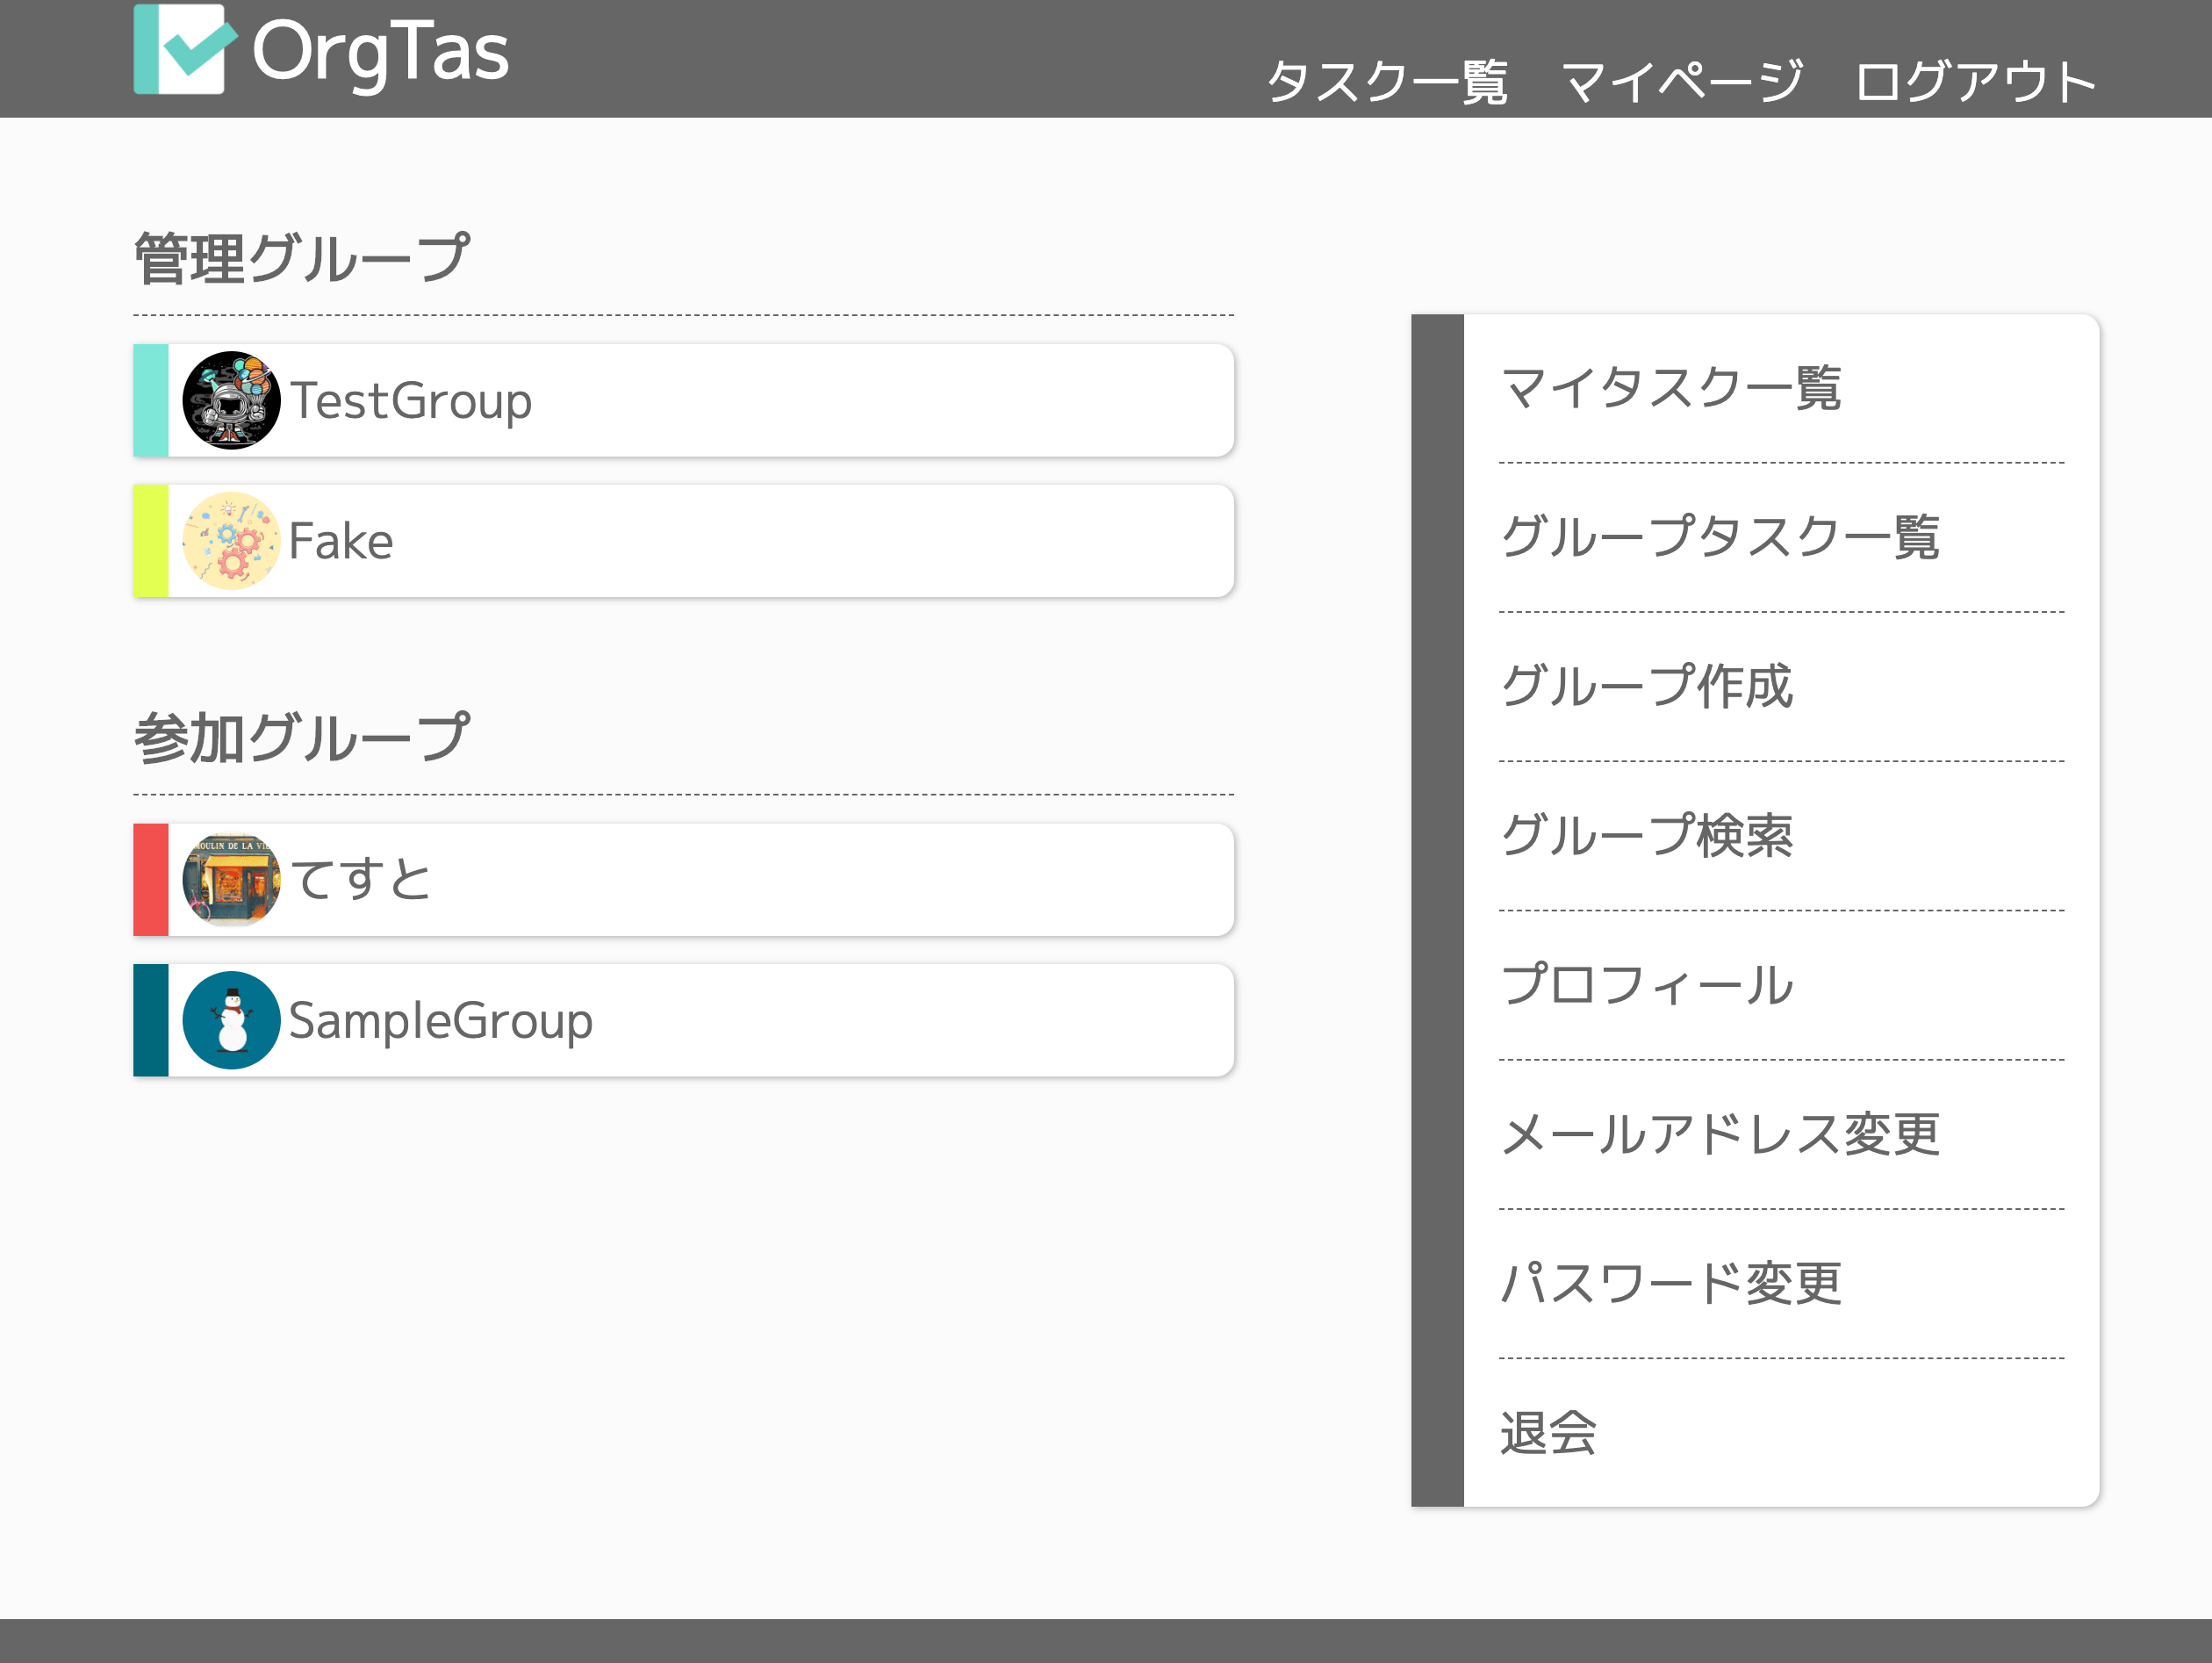 OrgTas
タスク一覧 マイページ ログアウト
管理グループ
TestGroup
Fake
参加グループ
MOULIN DE LA VIE
てすと
SampleGroup
マイタスク一覧
グループタスク一覧
グループ作成
グループ検索
プロフィール
メールアドレス変更
パスワード変更
退会